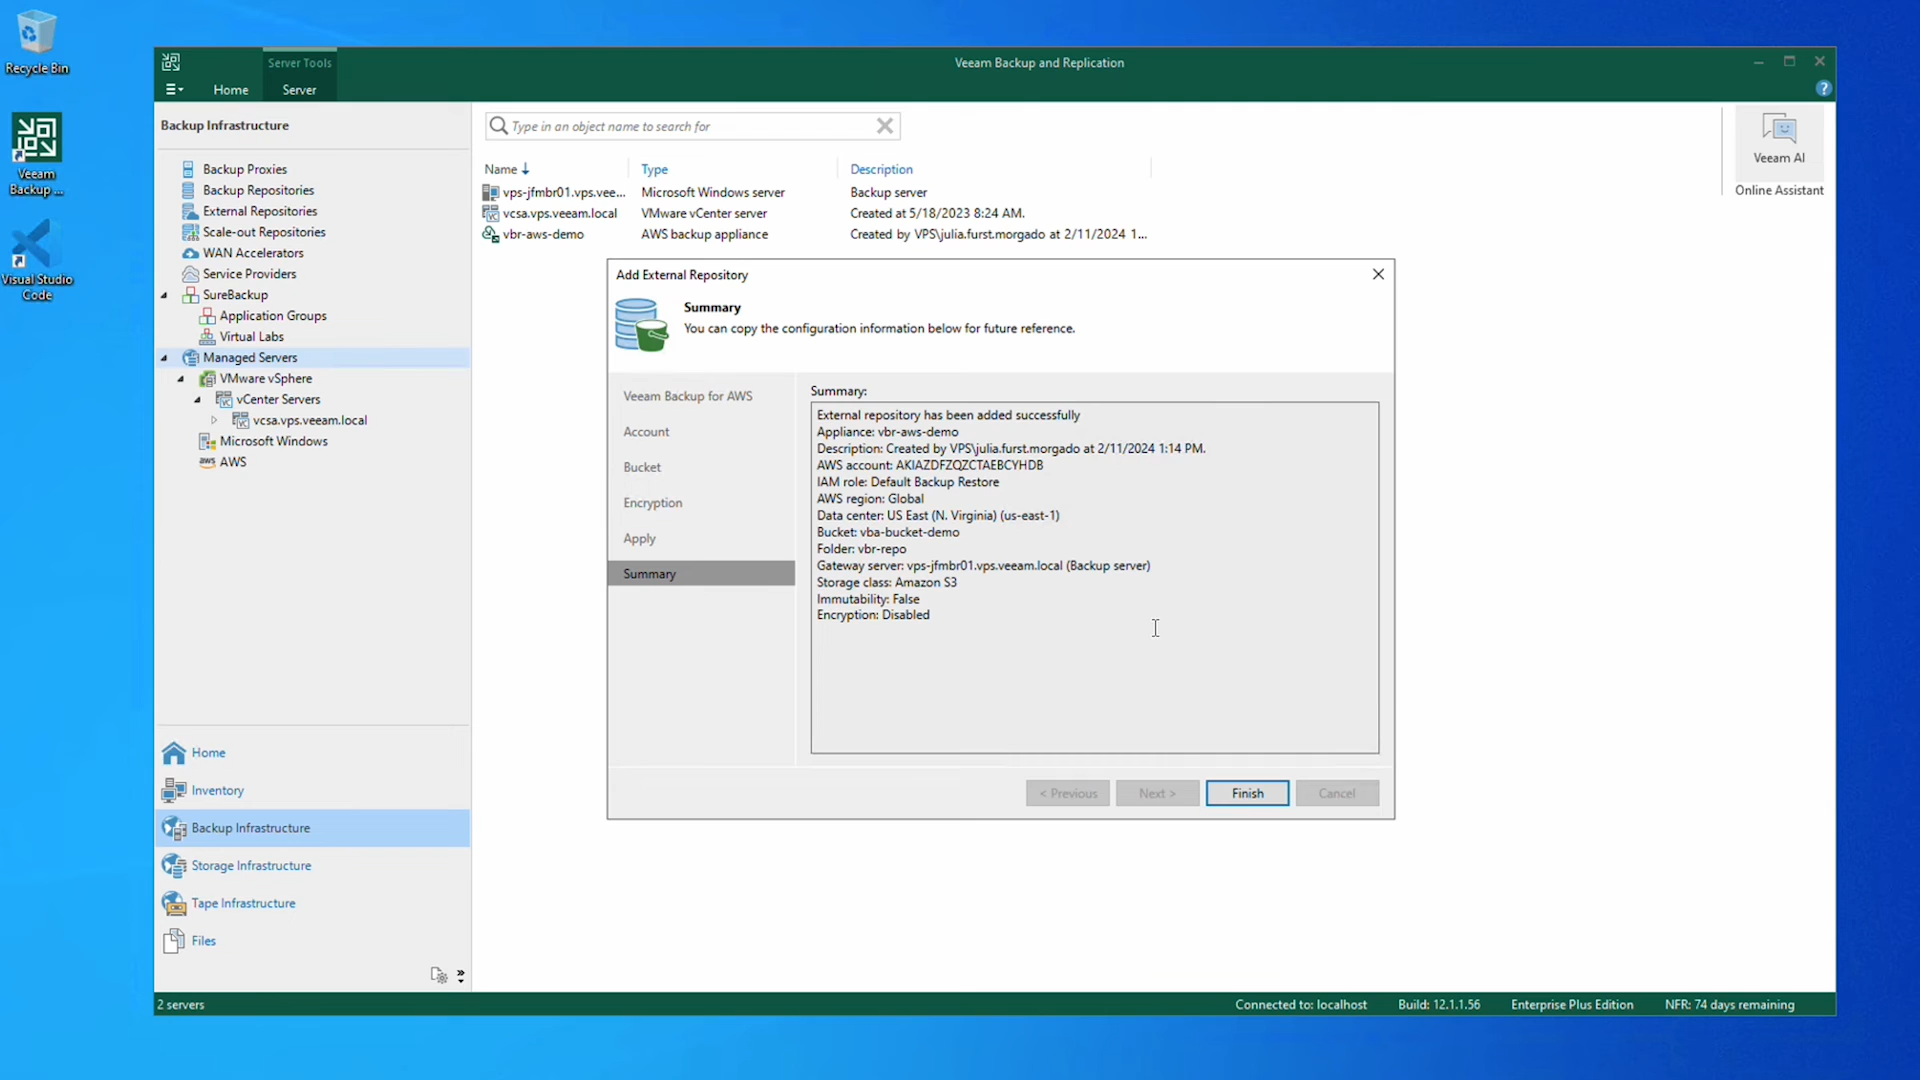 Recycle Bin
Veeam
Backup ...
Visual Studio
Code
Server Tools
Veeam Backup and Replication
Home
Server
Backup Infrastructure
Backup Proxies
Backup Repositories
External Repositories
Scale-out Repositories
WAN Accelerators
Service Providers
SureBackup
Application Groups
Virtual Labs
Managed Servers
VMware vSphere
vCenter Servers
vcsa.vps.veeam.local
Microsoft Windows
aws AWS
Home
Inventory
Backup Infrastructure
Storage Infrastructure
Tape Infrastructure
Files
Type in an object name to search for
Name Type Description
vps-jfmbr01.vps.vee... Microsoft Windows server Backup server
vcsa.vps.veeam.local VMware vCenter server Created at 5/18/2023 8:24 AM.
vbr-aws-demo AWS backup appliance Created by VPS\julia.furst.morgado at 2/11/2024 1...
Veeam AI
Online Assistant
Add External Repository
Summary
You can copy the configuration information below for future reference.
Veeam Backup for AWS
Account
Bucket
Encryption
Apply
Summary
Summary:
External repository has been added successfully
Appliance: vbr-aws-demo
Description: Created by VPS\julia.furst.morgado at 2/11/2024 1:14 PM.
AWS account: AKIAZDFZQZCTAEBCYHDB
IAM role: Default Backup Restore
AWS region: Global
Data center: US East (N. Virginia) (us-east-1)
Bucket: vba-bucket-demo
Folder: vbr-repo
Gateway server: vps-jfmbr01.vps.veeam.local (Backup server)
Storage class: Amazon S3
Immutability: False
Encryption: Disabled
< Previous
Next >
Finish
Cancel
2 servers
Connected to: localhost
Build: 12.1.1.56
Enterprise Plus Edition
NFR: 74 days remaining